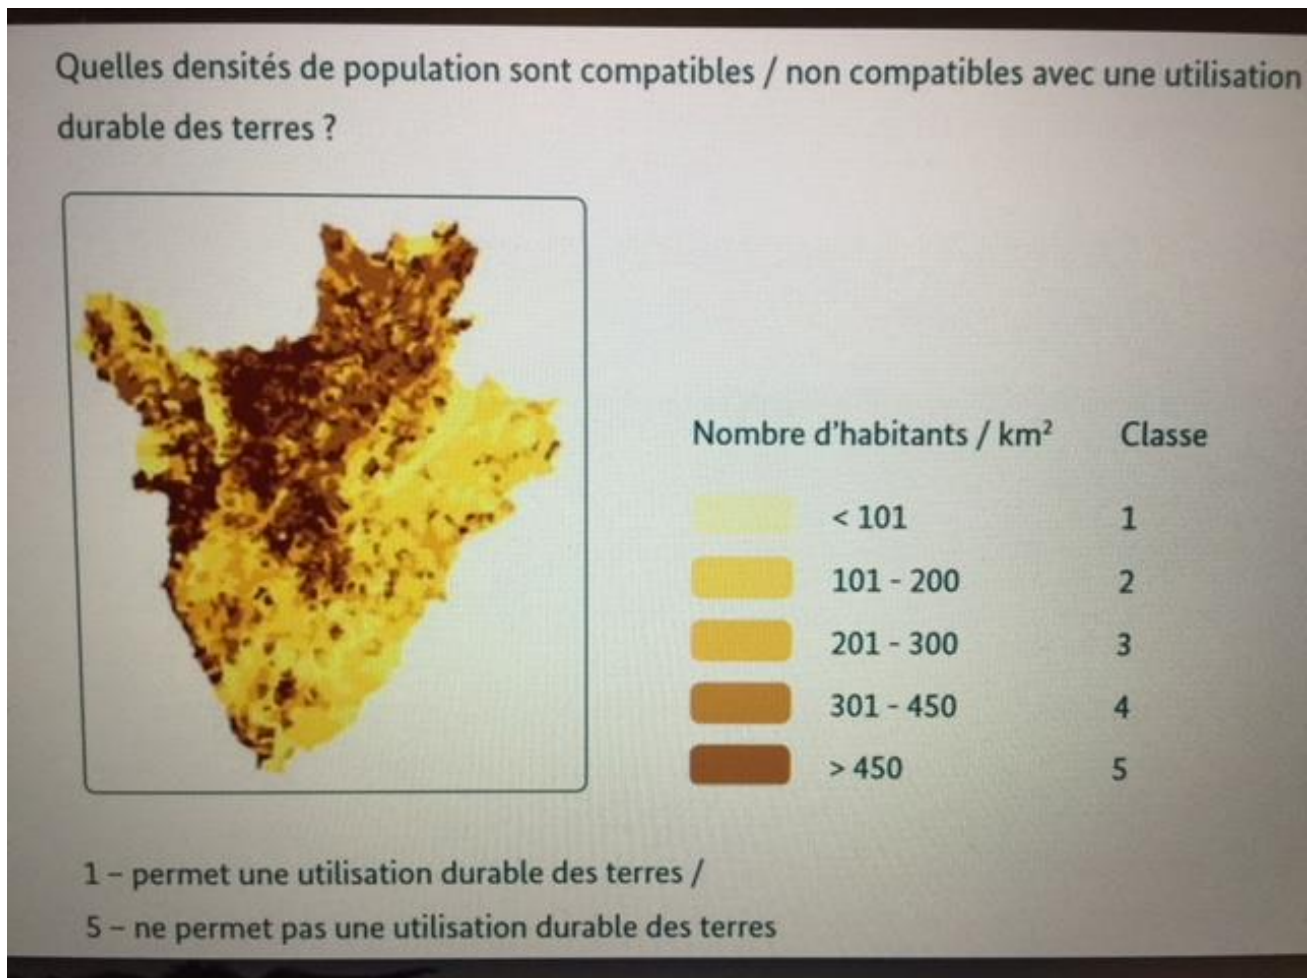 Quelles densités de population sont compatibles / non compatibles avec une utilisation
durable des terres ?
Nombre d'habitants / km² Classe
< 101 1
101 - 200 2
201 - 300 3
301 - 450 4
> 450 5
1 – permet une utilisation durable des terres /
5 – ne permet pas une utilisation durable des terres